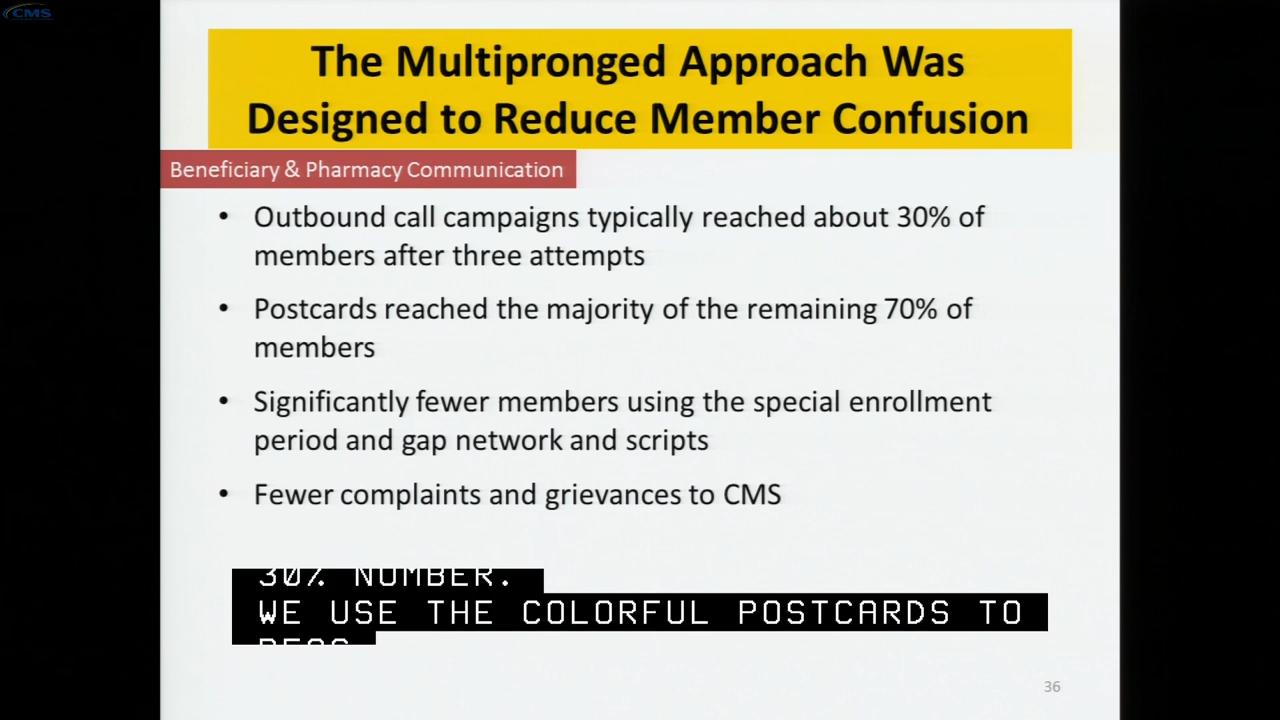 CMS
The Multipronged Approach Was
Designed to Reduce Member Confusion
Beneficiary & Pharmacy Communication
• Outbound call campaigns typically reached about 30% of
members after three attempts
• Postcards reached the majority of the remaining 70% of
members
• Significantly fewer members using the special enrollment
period and gap network and scripts
• Fewer complaints and grievances to CMS
30% NUMBER.
WE USE THE COLORFUL POSTCARDS TO
36